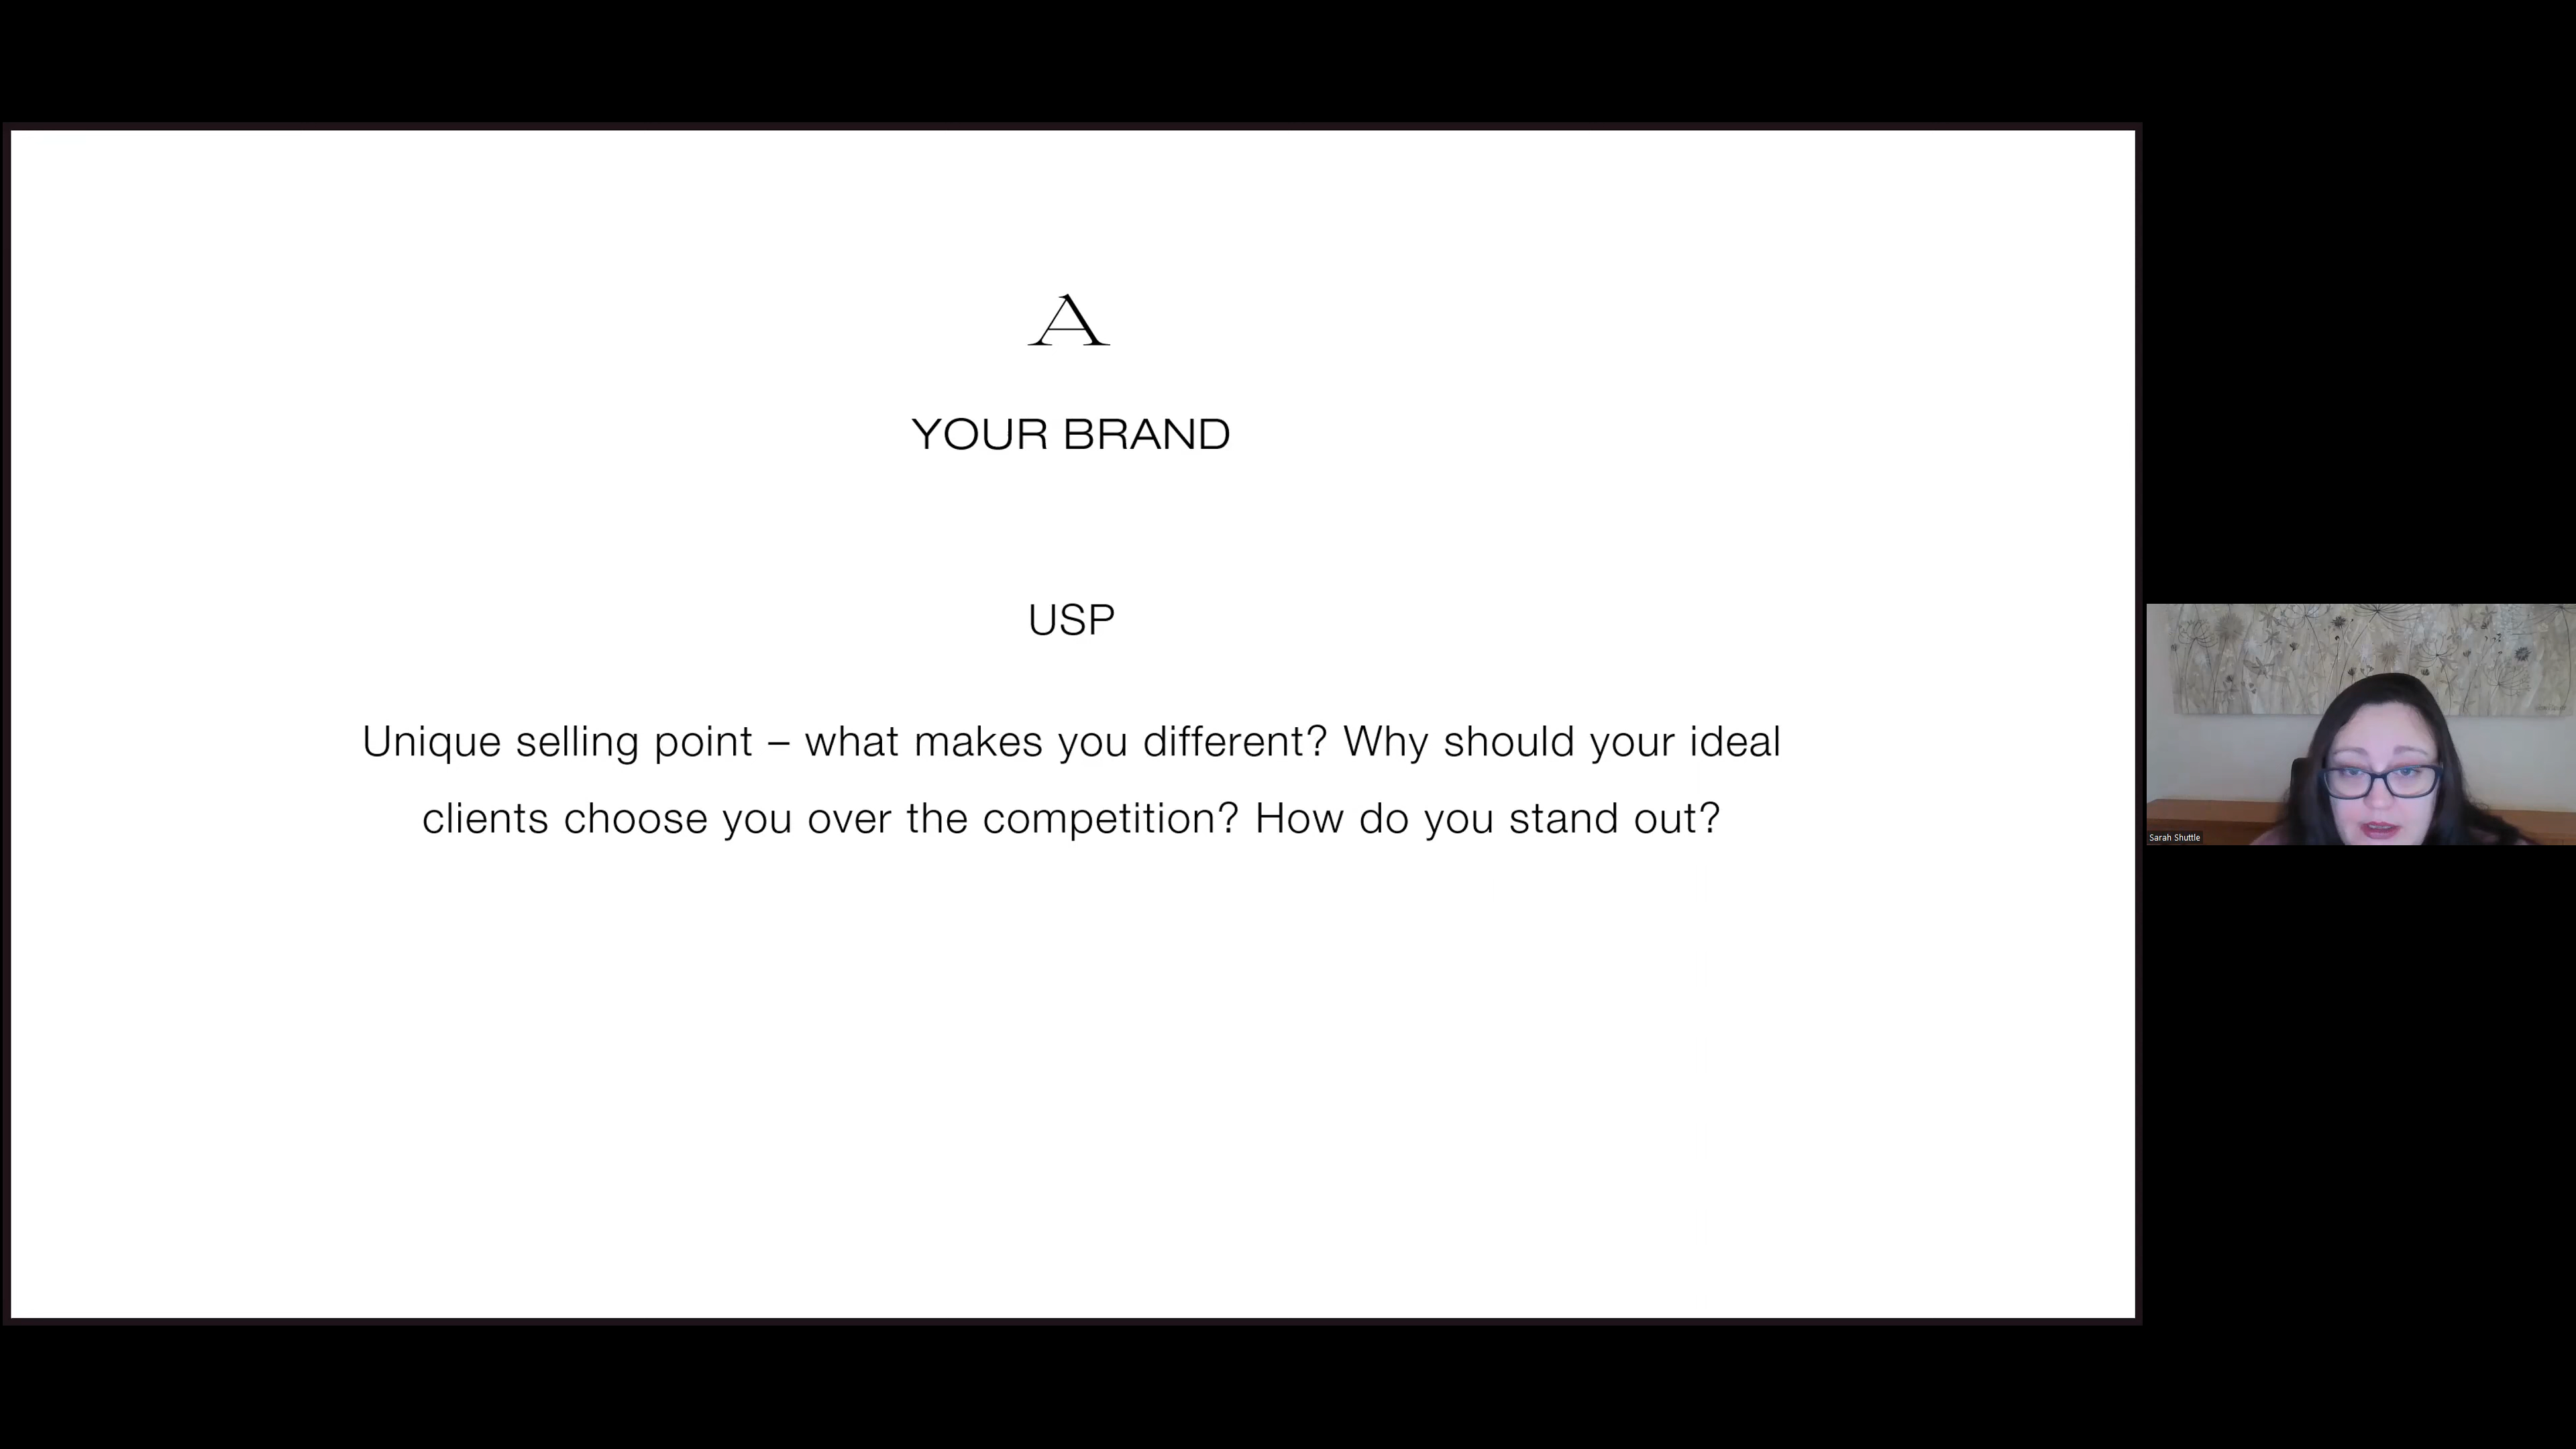 A
YOUR BRAND
USP
Unique selling point – what makes you different? Why should your ideal
clients choose you over the competition? How do you stand out?
Sarah Shuttle